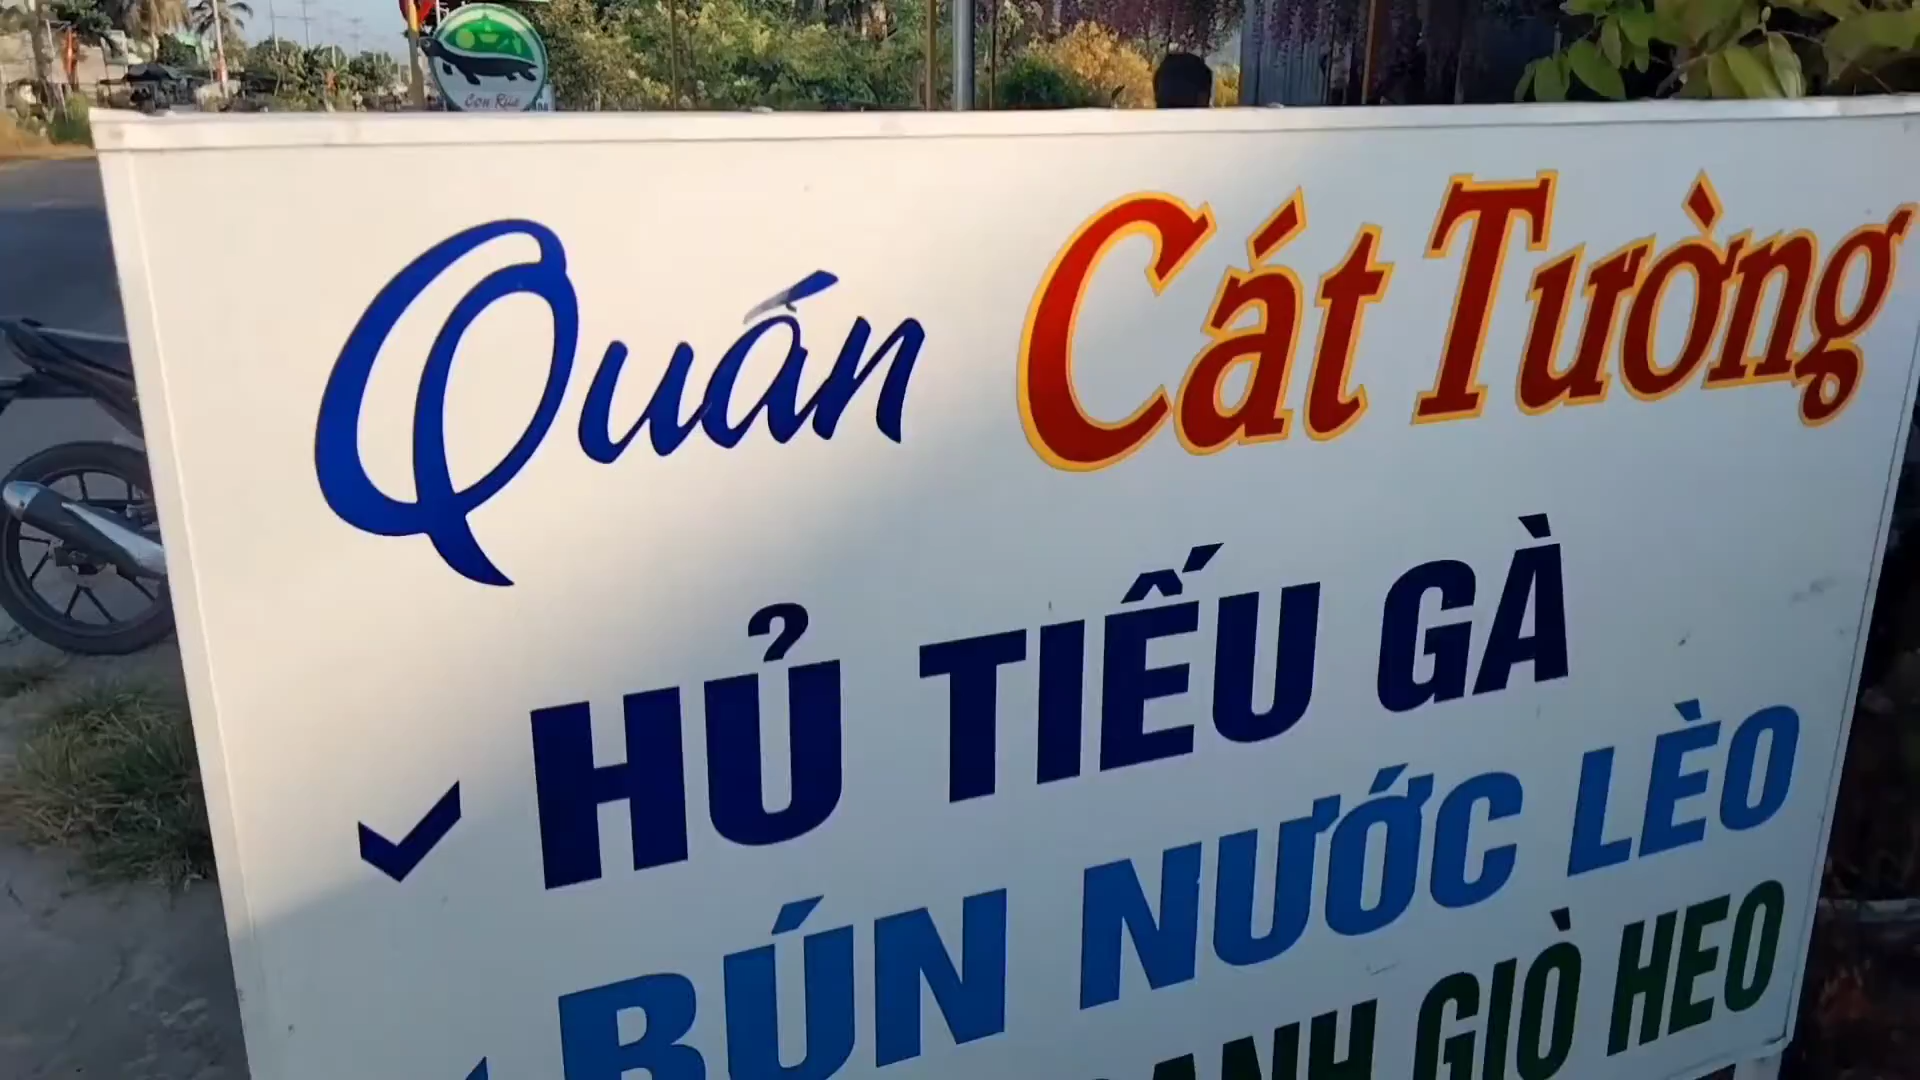 Con Rùa
Quán Cát Tường
HỦ TIẾU GÀ
BÚN NƯỚC LÈO
ANH GIÒ HEO